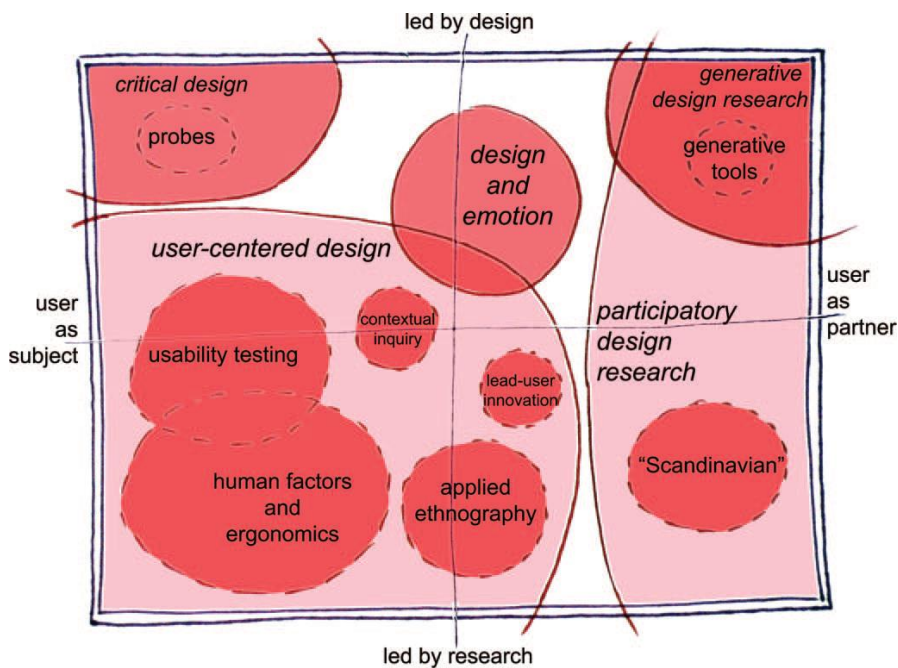 led by design
critical design
probes
generative
design research
generative
tools
design
and
emotion
user-centered design
user
as
subject
usability testing
contextual
inquiry
participatory
design
research
user
as
partner
lead-user
innovation
human factors
and
ergonomics
applied
ethnography
“Scandinavian”
led by research